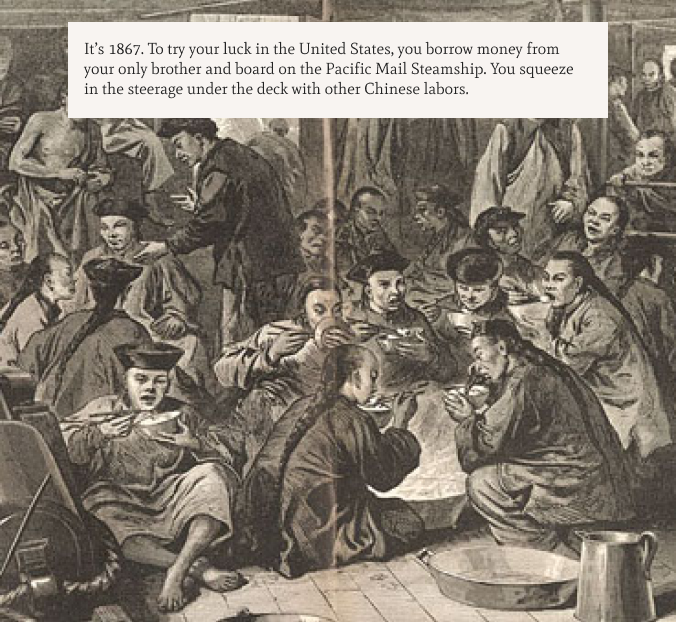 It's 1867. To try your luck in the United States, you borrow money from
your only brother and board on the Pacific Mail Steamship. You squeeze
in the steerage under the deck with other Chinese labors.